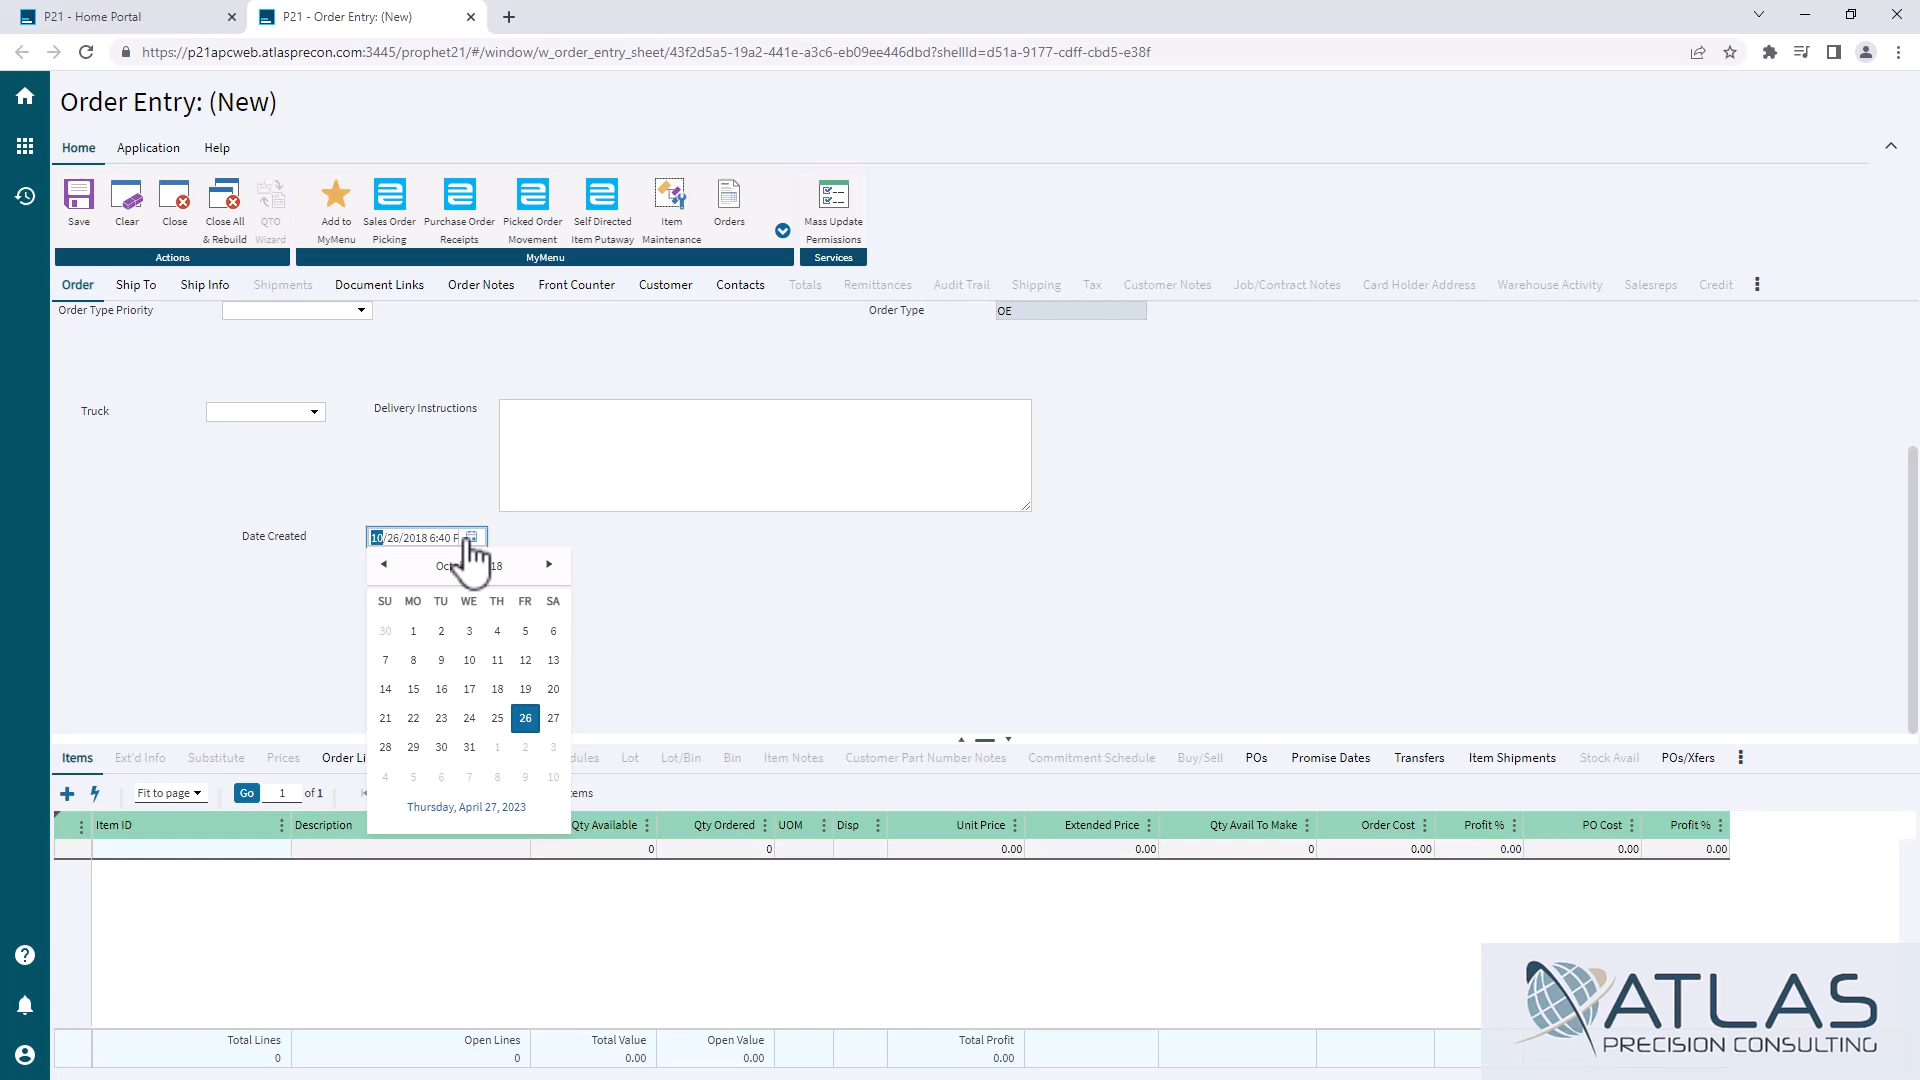 P21 - Home Portal
P21 - Order Entry: (New)
https://p21apcweb.atlasprecon.com:3445/prophet21/#/window/w_order_entry_sheet/43f2d5a5-19a2-441e-a3c6-eb09ee446dbd?shellId=d51a-9177-cdff-cbd5-e38f
Order Entry: (New)
Home Application Help
Save Clear Close Close All & Rebuild QTO Wizard Add to MyMenu Sales Order Picking Purchase Order Receipts Picked Order Movement Self Directed Item Putaway Item Maintenance Orders Mass Update Permissions
Actions MyMenu Services
Order Ship To Ship Info Shipments Document Links Order Notes Front Counter Customer Contacts Totals Remittances Audit Trail Shipping Tax Customer Notes Job/Contract Notes Card Holder Address Warehouse Activity Salesreps Credit
Order Type Priority Order Type OE
Truck Delivery Instructions
Date Created 10/26/2018 6:40
18
SU MO TU WE TH FR SA
30 1 2 3 4 5 6
7 8 9 10 11 12 13
14 15 16 17 18 19 20
21 22 23 24 25 26 27
28 29 30 31 1 2 3
4 5 6 7 8 9 10
Thursday, April 27, 2023
Items Ext'd Info Substitute Prices Order Li dules Lot Lot/Bin Bin Item Notes Customer Part Number Notes Commitment Schedule Buy/Sell POs Promise Dates Transfers Item Shipments Stock Avail POs/Xfers
Fit to page Go 1 of 1 tems
Item ID Description Qty Available Qty Ordered UOM Disp Unit Price Extended Price Qty Avail To Make Order Cost Profit % PO Cost Profit %
0 0 0.00 0.00 0 0.00 0.00 0.00 0.00
Total Lines Open Lines Total Value Open Value Total Profit
0 0 0.00 0.00 0.00
ATLAS
PRECISION CONSULTING